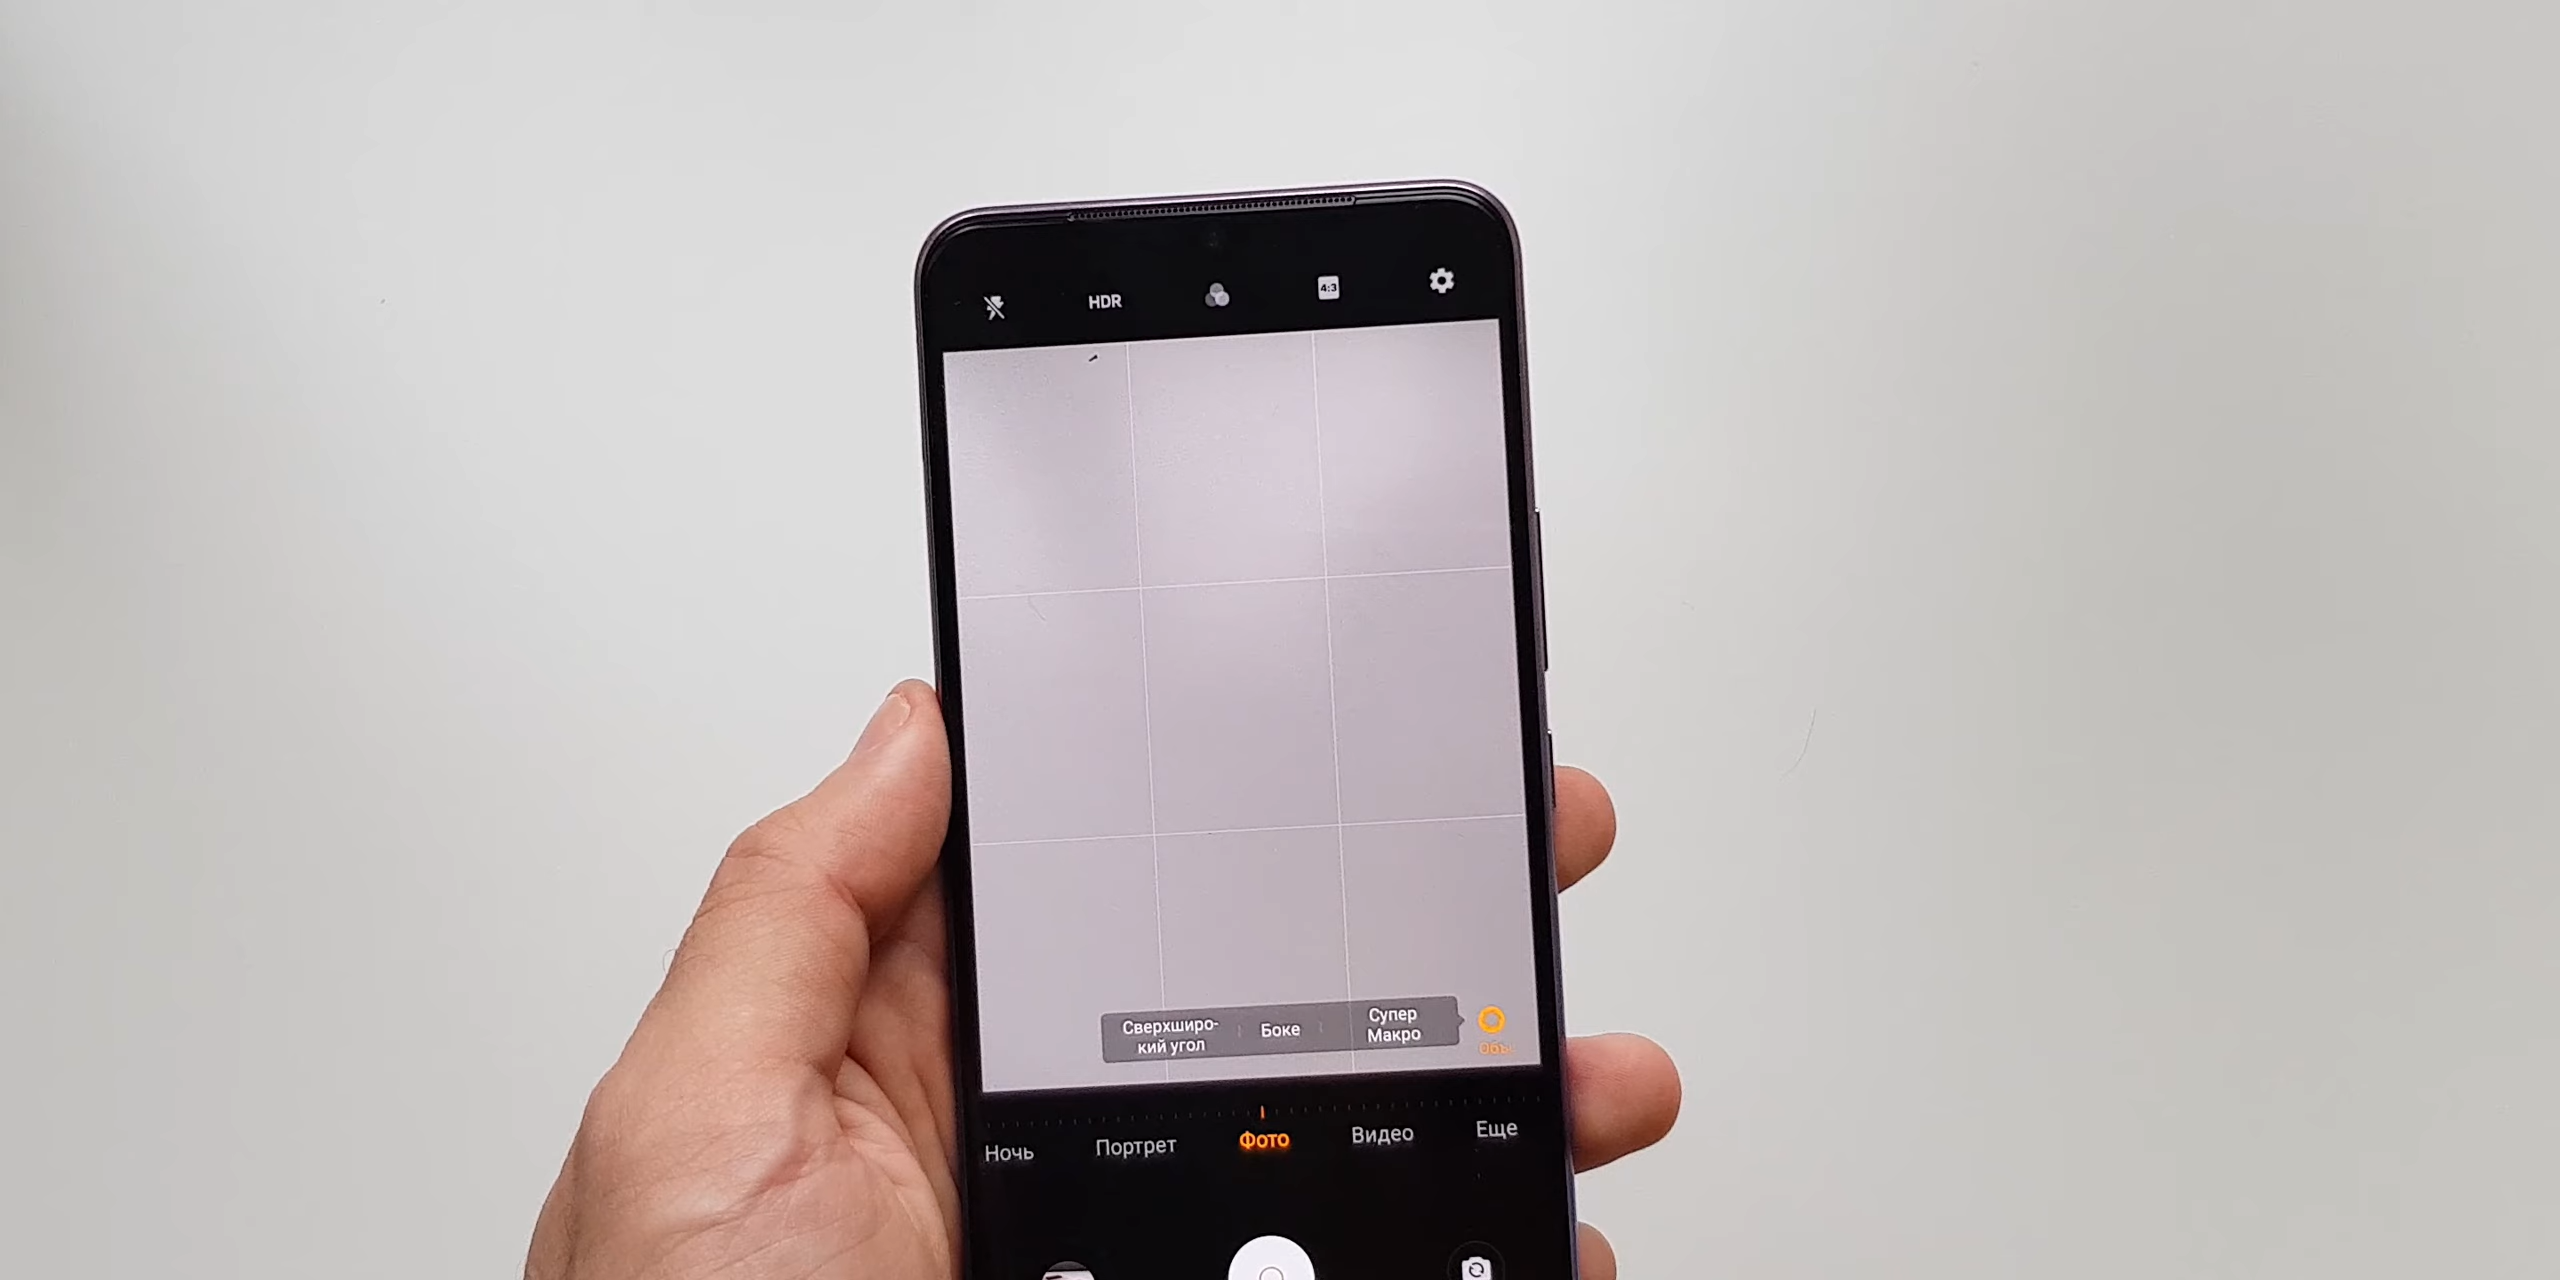 HDR
4:3
Сверхширо-
кий угол
Боке
Супер
Макро
Ночь
Портрет
Фото
Видео
Еще